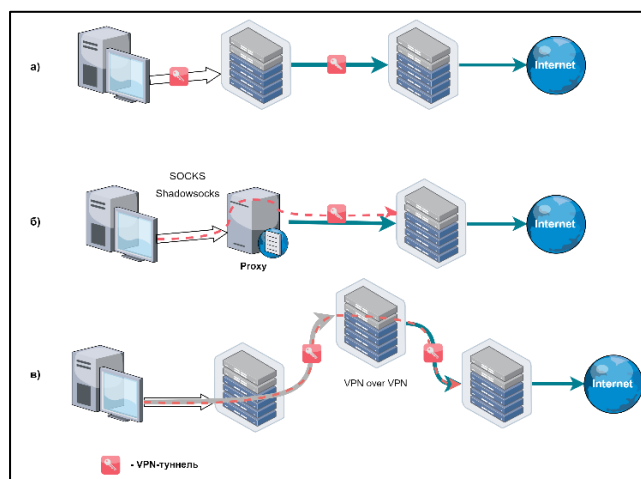 а)
Internet
SOCKS
Shadowsocks
б)
Internet
Proxy
в)
VPN over VPN
Internet
- VPN-туннель